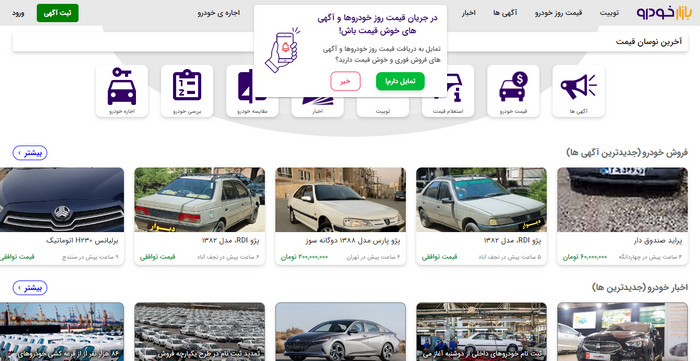 بازار خودرو
توییت
قیمت روز خودرو
آگهی ها
اخبار
اجاره ی خودرو
ثبت آگهی
ورود
در جریان قیمت روز خودروها و آگهی
های خوش قیمت باش!
تمایل به دریافت قیمت روز خودروها و آگهی
های فروش فوری و خوش قیمت دارید؟
تمایل دارم!
خیر
آخرین نوسان قیمت
آگهی ها
قیمت خودرو
استعلام قیمت
توییت
اخبار
مقایسه خودرو
بررسی خودرو
اجاره خودرو
فروش خودرو (جدیدترین آگهی ها)
بیشتر
پراید صندوق دار
۶۰,۰۰۰,۰۰۰ تومان
۴ ساعت پیش در چهاردانگه
دیوار
پژو RDI، مدل ۱۳۸۲
قیمت توافقی
۵ ساعت پیش در نجف آباد
پژو پارس مدل ۱۳۸۸ دوگانه سوز
۲۰۰,۰۰۰,۰۰۰ تومان
۶ ساعت پیش در تهران
دیوار
پژو RDI، مدل ۱۳۸۲
قیمت توافقی
۶ ساعت پیش در نجف آباد
برلیانس H۲۳۰ اتوماتیک
قیمت توافقی
۹ ساعت پیش در سنندج
اخبار خودرو (جدیدترین ها)
بیشتر
ثبت نام خودروهای داخلی از دوشنبه آغاز می
تمدید ثبت نام در طرح یکپارچه فروش
۸۶ هزار نفر از قرعه کشی خودروهای